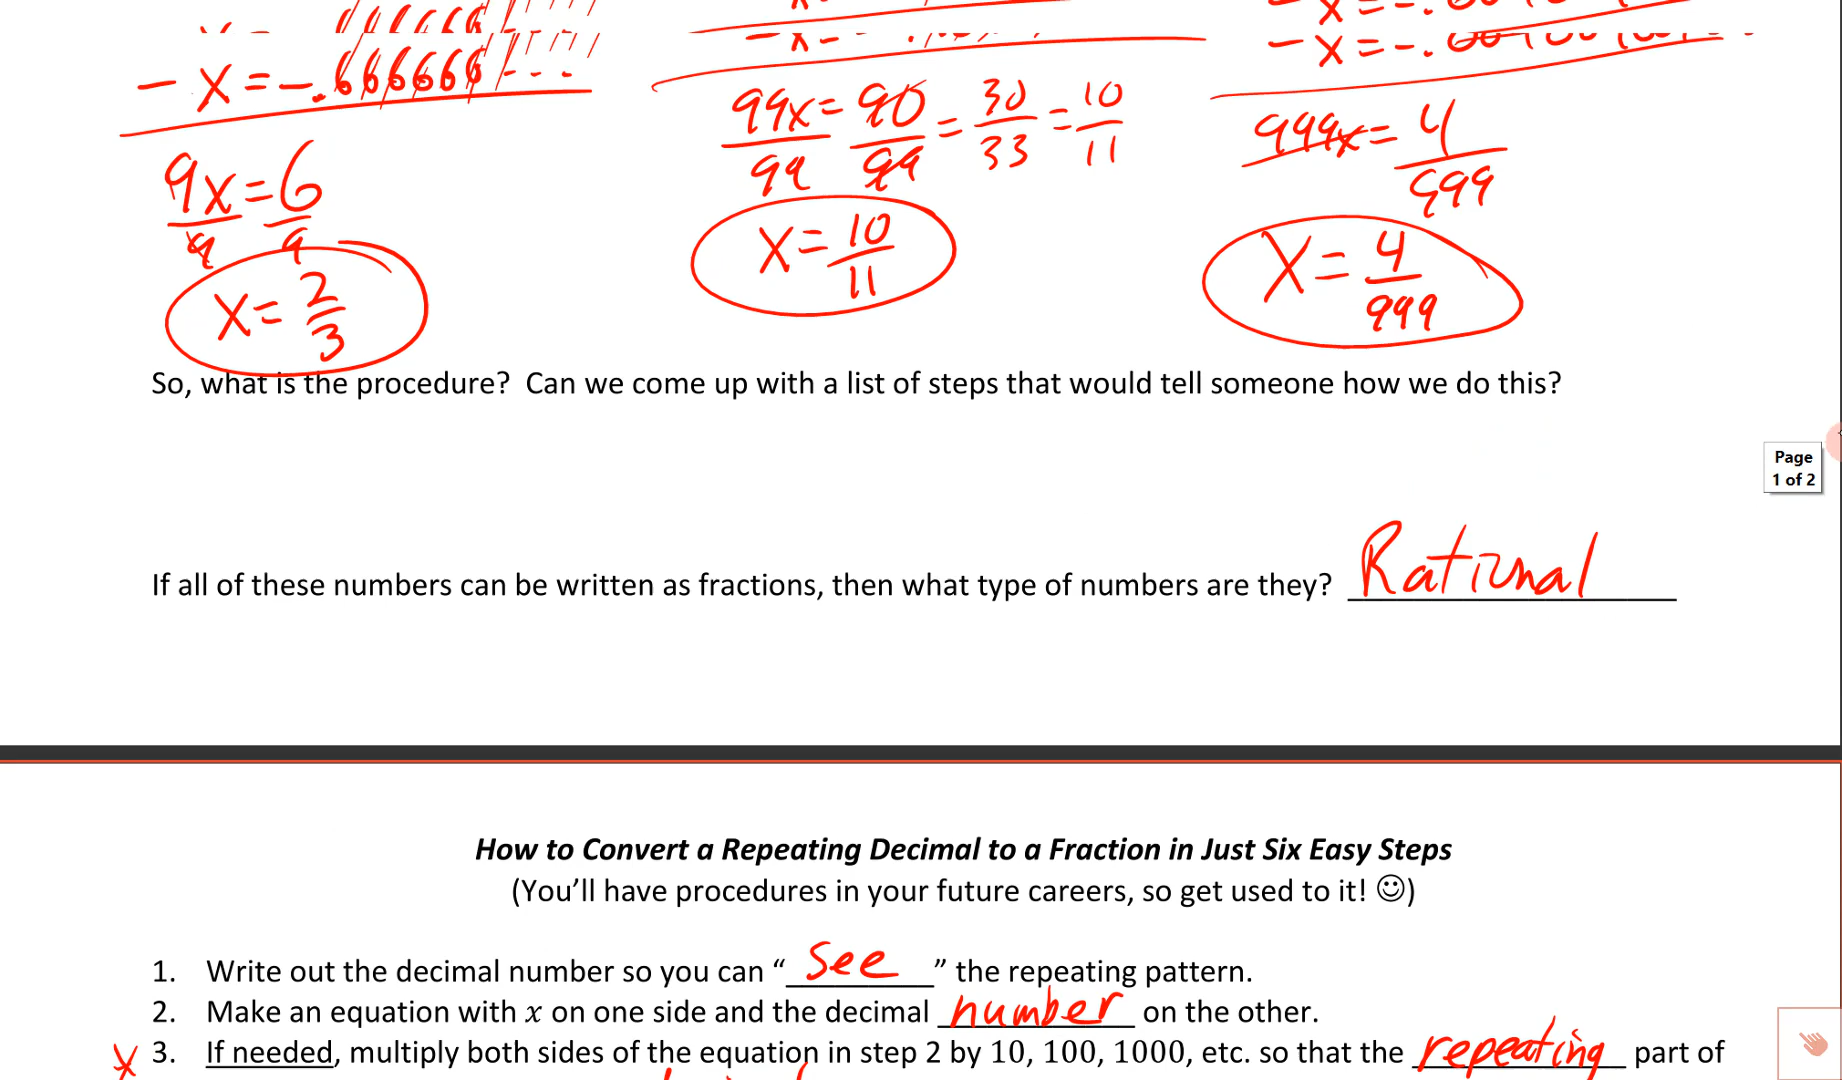 - X = -.666666...
9x = 6
9 9
X = 2/3
99x = 90 = 30 = 10
99 99 33 11
X = 10/11
- X = -.004004004...
999x = 4
999
X = 4/999
So, what is the procedure? Can we come up with a list of steps that would tell someone how we do this?
Page
1 of 2
If all of these numbers can be written as fractions, then what type of numbers are they? Rational
How to Convert a Repeating Decimal to a Fraction in Just Six Easy Steps
(You’ll have procedures in your future careers, so get used to it! ☺)
1. Write out the decimal number so you can “ See ” the repeating pattern.
2. Make an equation with x on one side and the decimal number on the other.
3. If needed, multiply both sides of the equation in step 2 by 10, 100, 1000, etc. so that the repeating part of